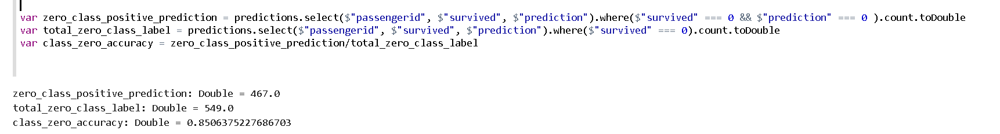 var zero_class_positive_prediction = predictions.select($"passengerid", $"survived", $"prediction").where($"survived" === 0 && $"prediction" === 0 ).count.toDouble
var total_zero_class_label = predictions.select($"passengerid", $"survived", $"prediction").where($"survived" === 0).count.toDouble
var class_zero_accuracy = zero_class_positive_prediction/total_zero_class_label
zero_class_positive_prediction: Double = 467.0
total_zero_class_label: Double = 549.0
class_zero_accuracy: Double = 0.8506375227686703